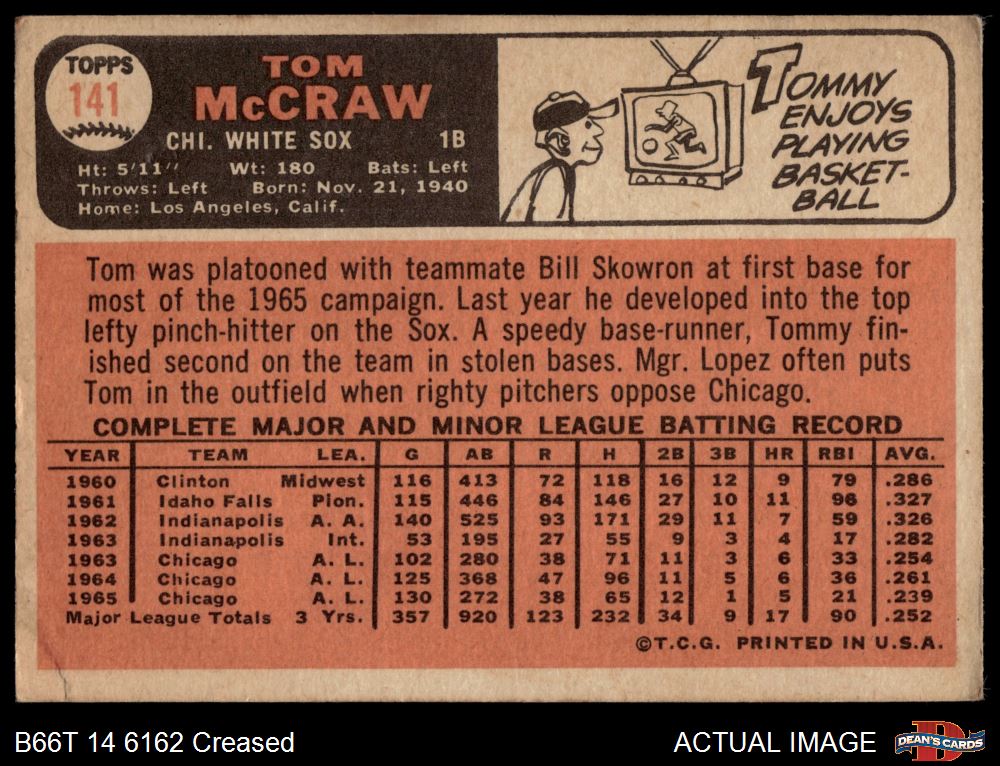 TOPPS
141
TOM
McCRAW
CHI. WHITE SOX 1B
Ht: 5'11" Wt: 180 Bats: Left
Throws: Left Born: Nov. 21, 1940
Home: Los Angeles, Calif.
TOMMY
ENJOYS
PLAYING
BASKET-
BALL
Tom was platooned with teammate Bill Skowron at first base for
most of the 1965 campaign. Last year he developed into the top
lefty pinch-hitter on the Sox. A speedy base-runner, Tommy fin-
ished second on the team in stolen bases. Mgr. Lopez often puts
Tom in the outfield when righty pitchers oppose Chicago.
COMPLETE MAJOR AND MINOR LEAGUE BATTING RECORD
YEAR TEAM LEA. G AB R H 2B 3B HR RBI AVG.
1960 Clinton Midwest 116 413 72 118 16 12 9 79 .286
1961 Idaho Falls Pion. 115 446 84 146 27 10 11 96 .327
1962 Indianapolis A. A. 140 525 93 171 29 11 7 59 .326
1963 Indianapolis Int. 53 195 27 55 9 3 4 17 .282
1963 Chicago A. L. 102 280 38 71 11 3 6 33 .254
1964 Chicago A. L. 125 368 47 96 11 5 6 36 .261
1965 Chicago A. L. 130 272 38 65 12 1 5 21 .239
Major League Totals 3 Yrs. 357 920 123 232 34 9 17 90 .252
©T.C.G. PRINTED IN U.S.A.
B66T 14 6162 Creased
ACTUAL IMAGE
DEAN'S CARDS